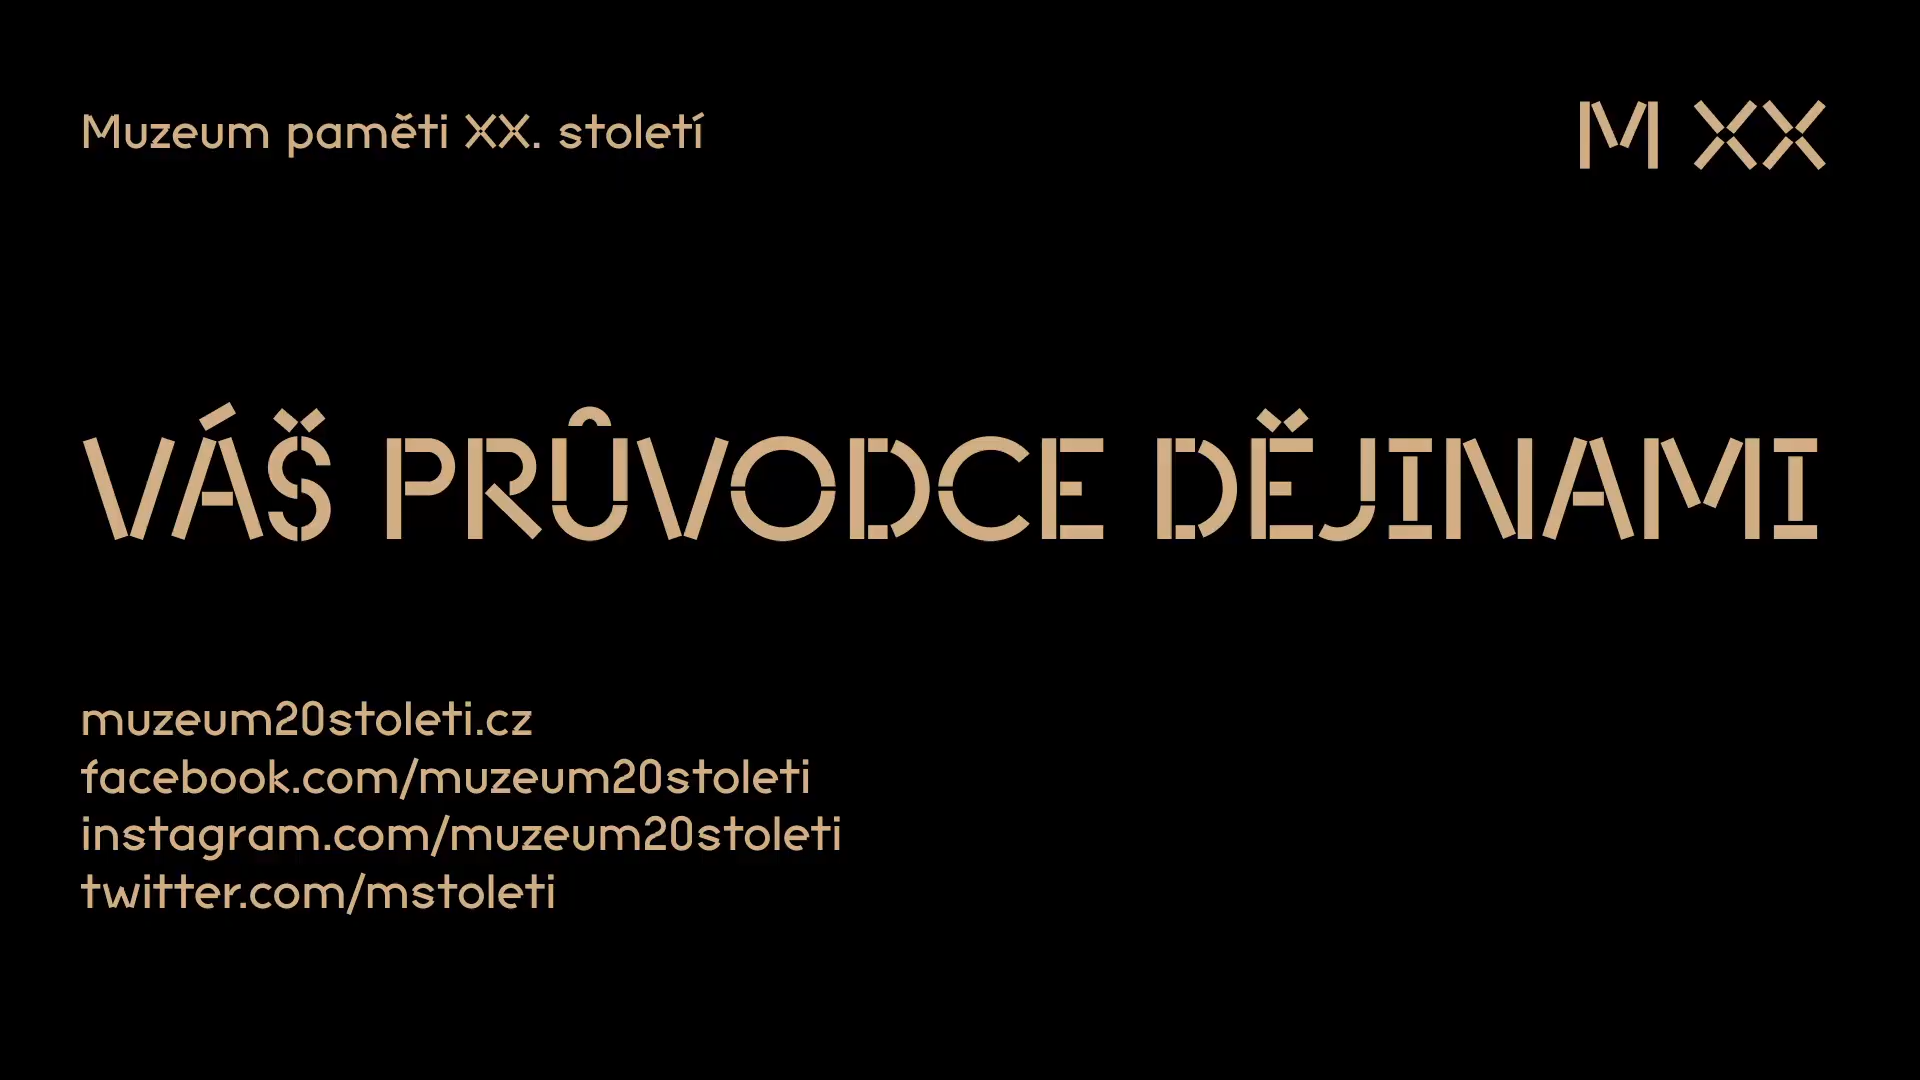 Muzeum paměti XX. století
M XX
VÁŠ PRŮVODCE DĚJINAMI
muzeum20stoleti.cz
facebook.com/muzeum20stoleti
instagram.com/muzeum20stoleti
twitter.com/mstoleti